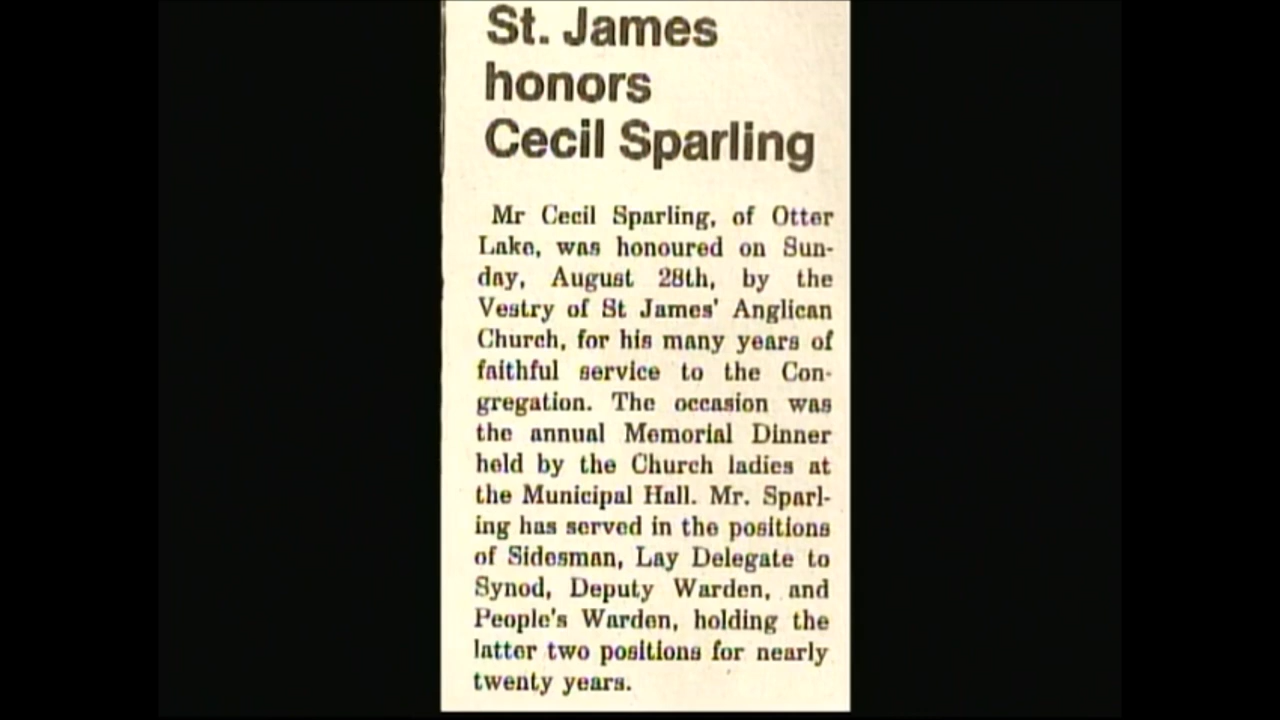 St. James
honors
Cecil Sparling
Mr Cecil Sparling, of Otter
Lake, was honoured on Sun-
day, August 28th, by the
Vestry of St James' Anglican
Church, for his many years of
faithful service to the Con-
gregation. The occasion was
the annual Memorial Dinner
held by the Church ladies at
the Municipal Hall. Mr. Sparl-
ing has served in the positions
of Sidesman, Lay Delegate to
Synod, Deputy Warden, and
People's Warden, holding the
latter two positions for nearly
twenty years.